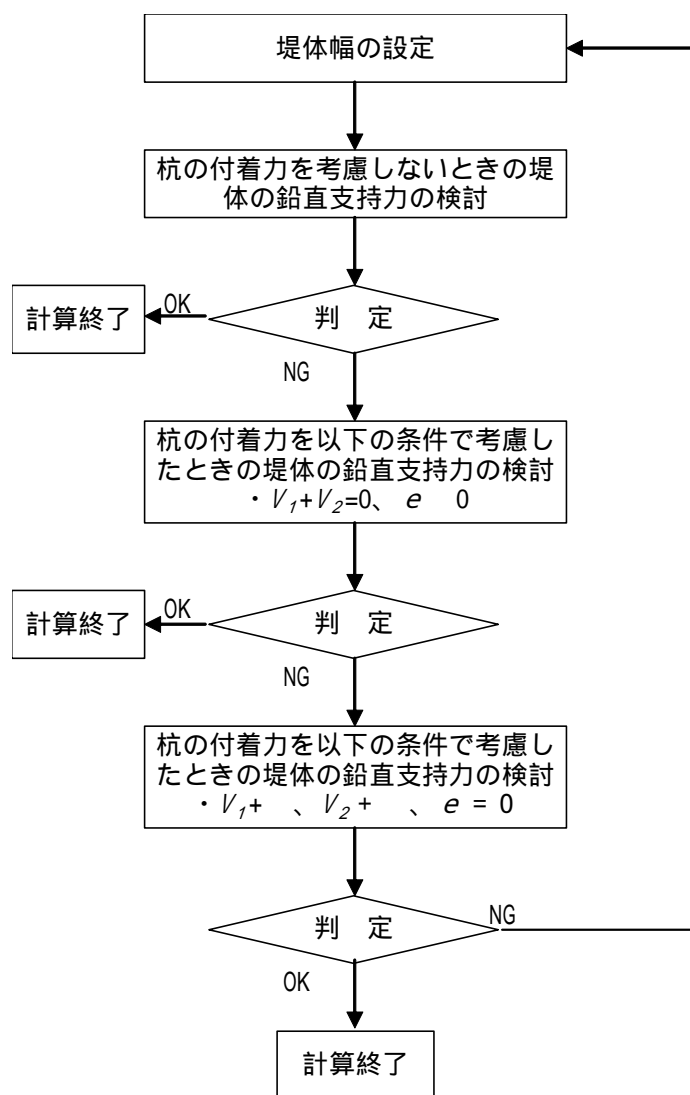 堤体幅の設定
杭の付着力を考慮しないときの堤
体の鉛直支持力の検討
計算終了
OK
判　定
NG
杭の付着力を以下の条件で考慮し
たときの堤体の鉛直支持力の検討
・V₁+V₂=0、 e　0
計算終了
OK
判　定
NG
杭の付着力を以下の条件で考慮し
たときの堤体の鉛直支持力の検討
・V₁+　、V₂+　、e = 0
判　定
NG
OK
計算終了